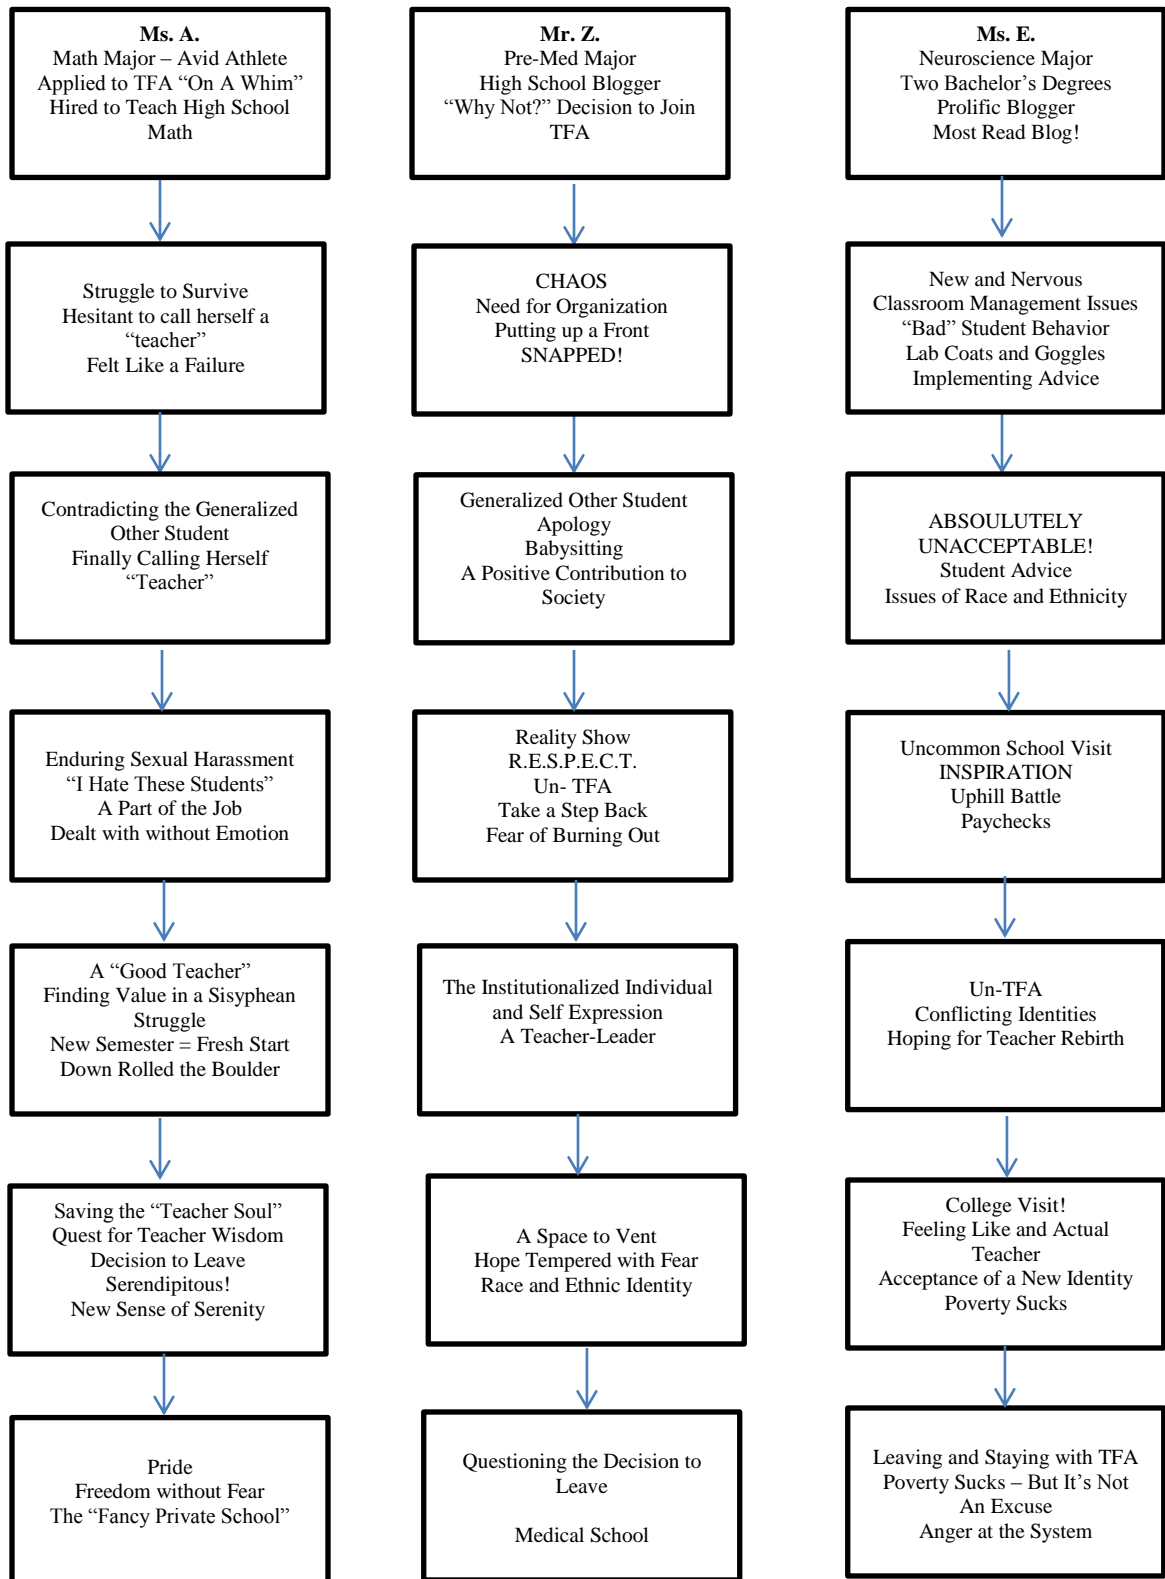 Ms. A.
Math Major – Avid Athlete
Applied to TFA “On A Whim”
Hired to Teach High School
Math
Struggle to Survive
Hesitant to call herself a
“teacher”
Felt Like a Failure
Contradicting the Generalized
Other Student
Finally Calling Herself
“Teacher”
Enduring Sexual Harassment
“I Hate These Students”
A Part of the Job
Dealt with without Emotion
A “Good Teacher”
Finding Value in a Sisyphean
Struggle
New Semester = Fresh Start
Down Rolled the Boulder
Saving the “Teacher Soul”
Quest for Teacher Wisdom
Decision to Leave
Serendipitous!
New Sense of Serenity
Pride
Freedom without Fear
The “Fancy Private School”
Mr. Z.
Pre-Med Major
High School Blogger
“Why Not?” Decision to Join
TFA
CHAOS
Need for Organization
Putting up a Front
SNAPPED!
Generalized Other Student
Apology
Babysitting
A Positive Contribution to
Society
Reality Show
R.E.S.P.E.C.T.
Un- TFA
Take a Step Back
Fear of Burning Out
The Institutionalized Individual
and Self Expression
A Teacher-Leader
A Space to Vent
Hope Tempered with Fear
Race and Ethnic Identity
Questioning the Decision to
Leave
Medical School
Ms. E.
Neuroscience Major
Two Bachelor’s Degrees
Prolific Blogger
Most Read Blog!
New and Nervous
Classroom Management Issues
“Bad” Student Behavior
Lab Coats and Goggles
Implementing Advice
ABSOULUTELY
UNACCEPTABLE!
Student Advice
Issues of Race and Ethnicity
Uncommon School Visit
INSPIRATION
Uphill Battle
Paychecks
Un-TFA
Conflicting Identities
Hoping for Teacher Rebirth
College Visit!
Feeling Like and Actual
Teacher
Acceptance of a New Identity
Poverty Sucks
Leaving and Staying with TFA
Poverty Sucks – But It’s Not
An Excuse
Anger at the System